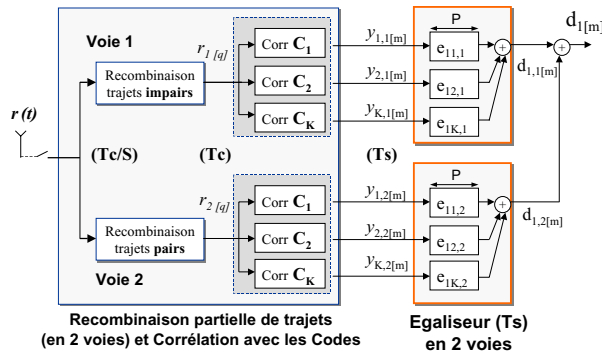 Voie 1
r1 [q]
Corr C1
Corr C2
Corr CK
y1,1[m]
y2,1[m]
yK,1[m]
P
e11,1
e12,1
e1K,1
+
+
d1[m]
d1,1[m]
Recombinaison
trajets impairs
r(t)
(Tc/S)
(Tc)
(Ts)
Recombinaison
trajets pairs
Voie 2
r2 [q]
Corr C1
Corr C2
Corr CK
y1,2[m]
y2,2[m]
yK,2[m]
P
e11,2
e12,2
e1K,2
+
d1,2[m]
Recombinaison partielle de trajets
(en 2 voies) et Corrélation avec les Codes
Egaliseur (Ts)
en 2 voies